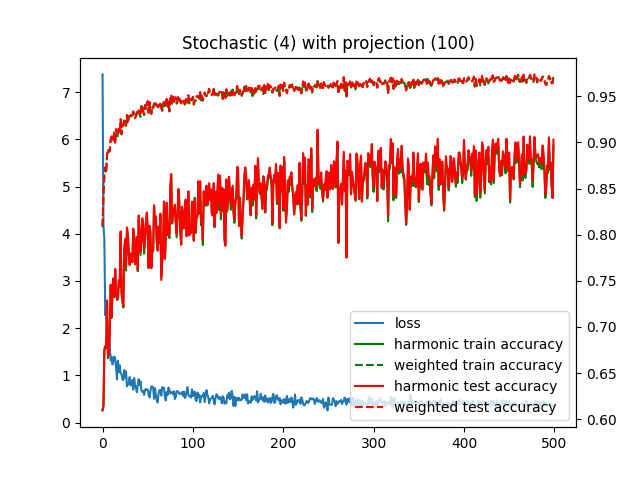 Stochastic (4) with projection (100)
7
6
5
4
3
2
1
0
0.95
0.90
0.85
0.80
0.75
0.70
0.65
0.60
loss
harmonic train accuracy
weighted train accuracy
harmonic test accuracy
weighted test accuracy
0 100 200 300 400 500